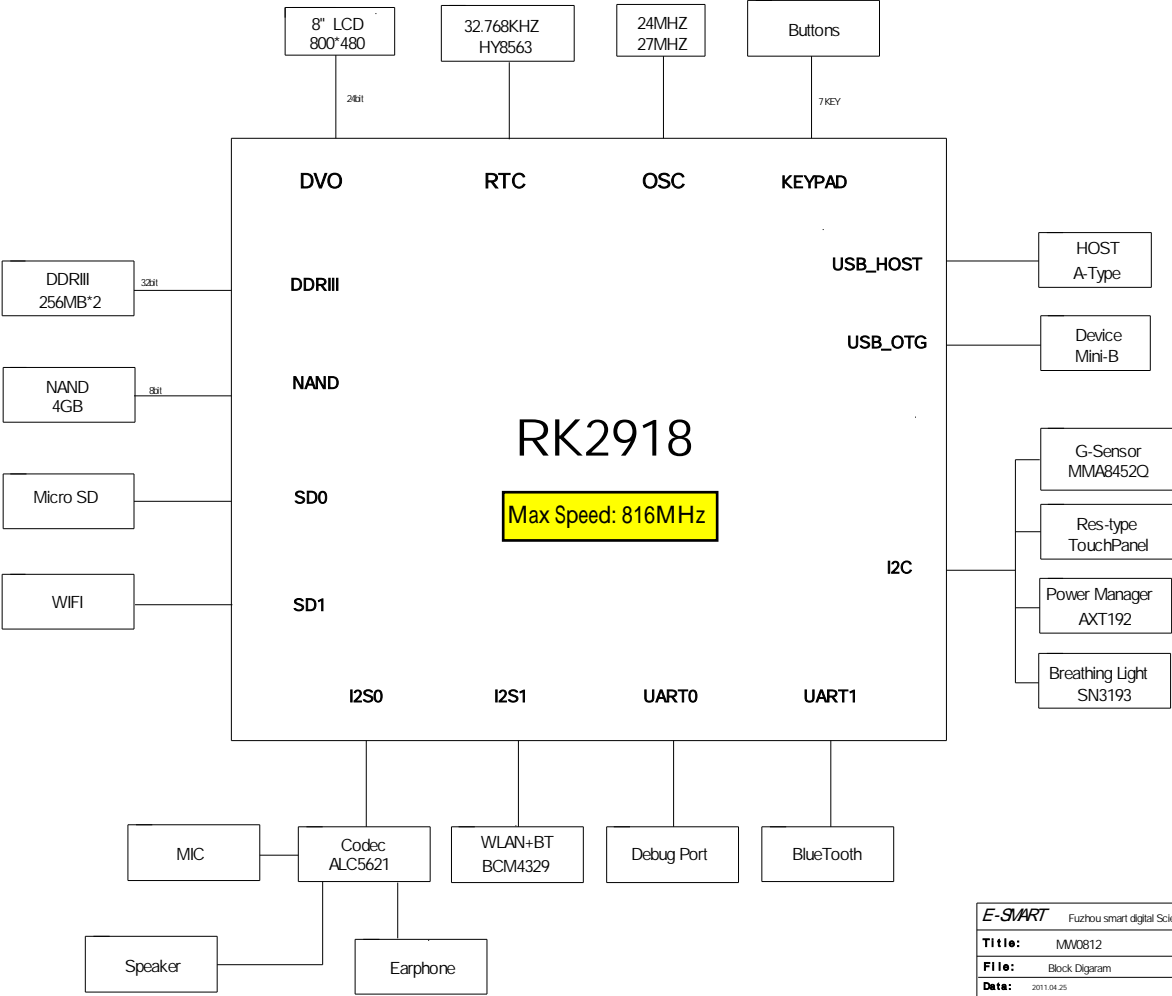 8" LCD
800*480
32.768KHZ
HY8563
24MHZ
27MHZ
Buttons
24bit
7 KEY
DVO
RTC
OSC
KEYPAD
DDRIII
256MB*2
32bit
DDRIII
USB_HOST
HOST
A-Type
USB_OTG
Device
Mini-B
NAND
4GB
8bit
NAND
RK2918
Max Speed: 816MHz
G-Sensor
MMA8452Q
Micro SD
SD0
Res-type
TouchPanel
I2C
WIFI
SD1
Power Manager
AXT192
Breathing Light
SN3193
I2S0
I2S1
UART0
UART1
MIC
Codec
ALC5621
WLAN+BT
BCM4329
Debug Port
BlueTooth
Speaker
Earphone
E-SMART Fuzhou smart digital Scie
Title: MW0812
File: Block Digaram
Data: 2011.04.25